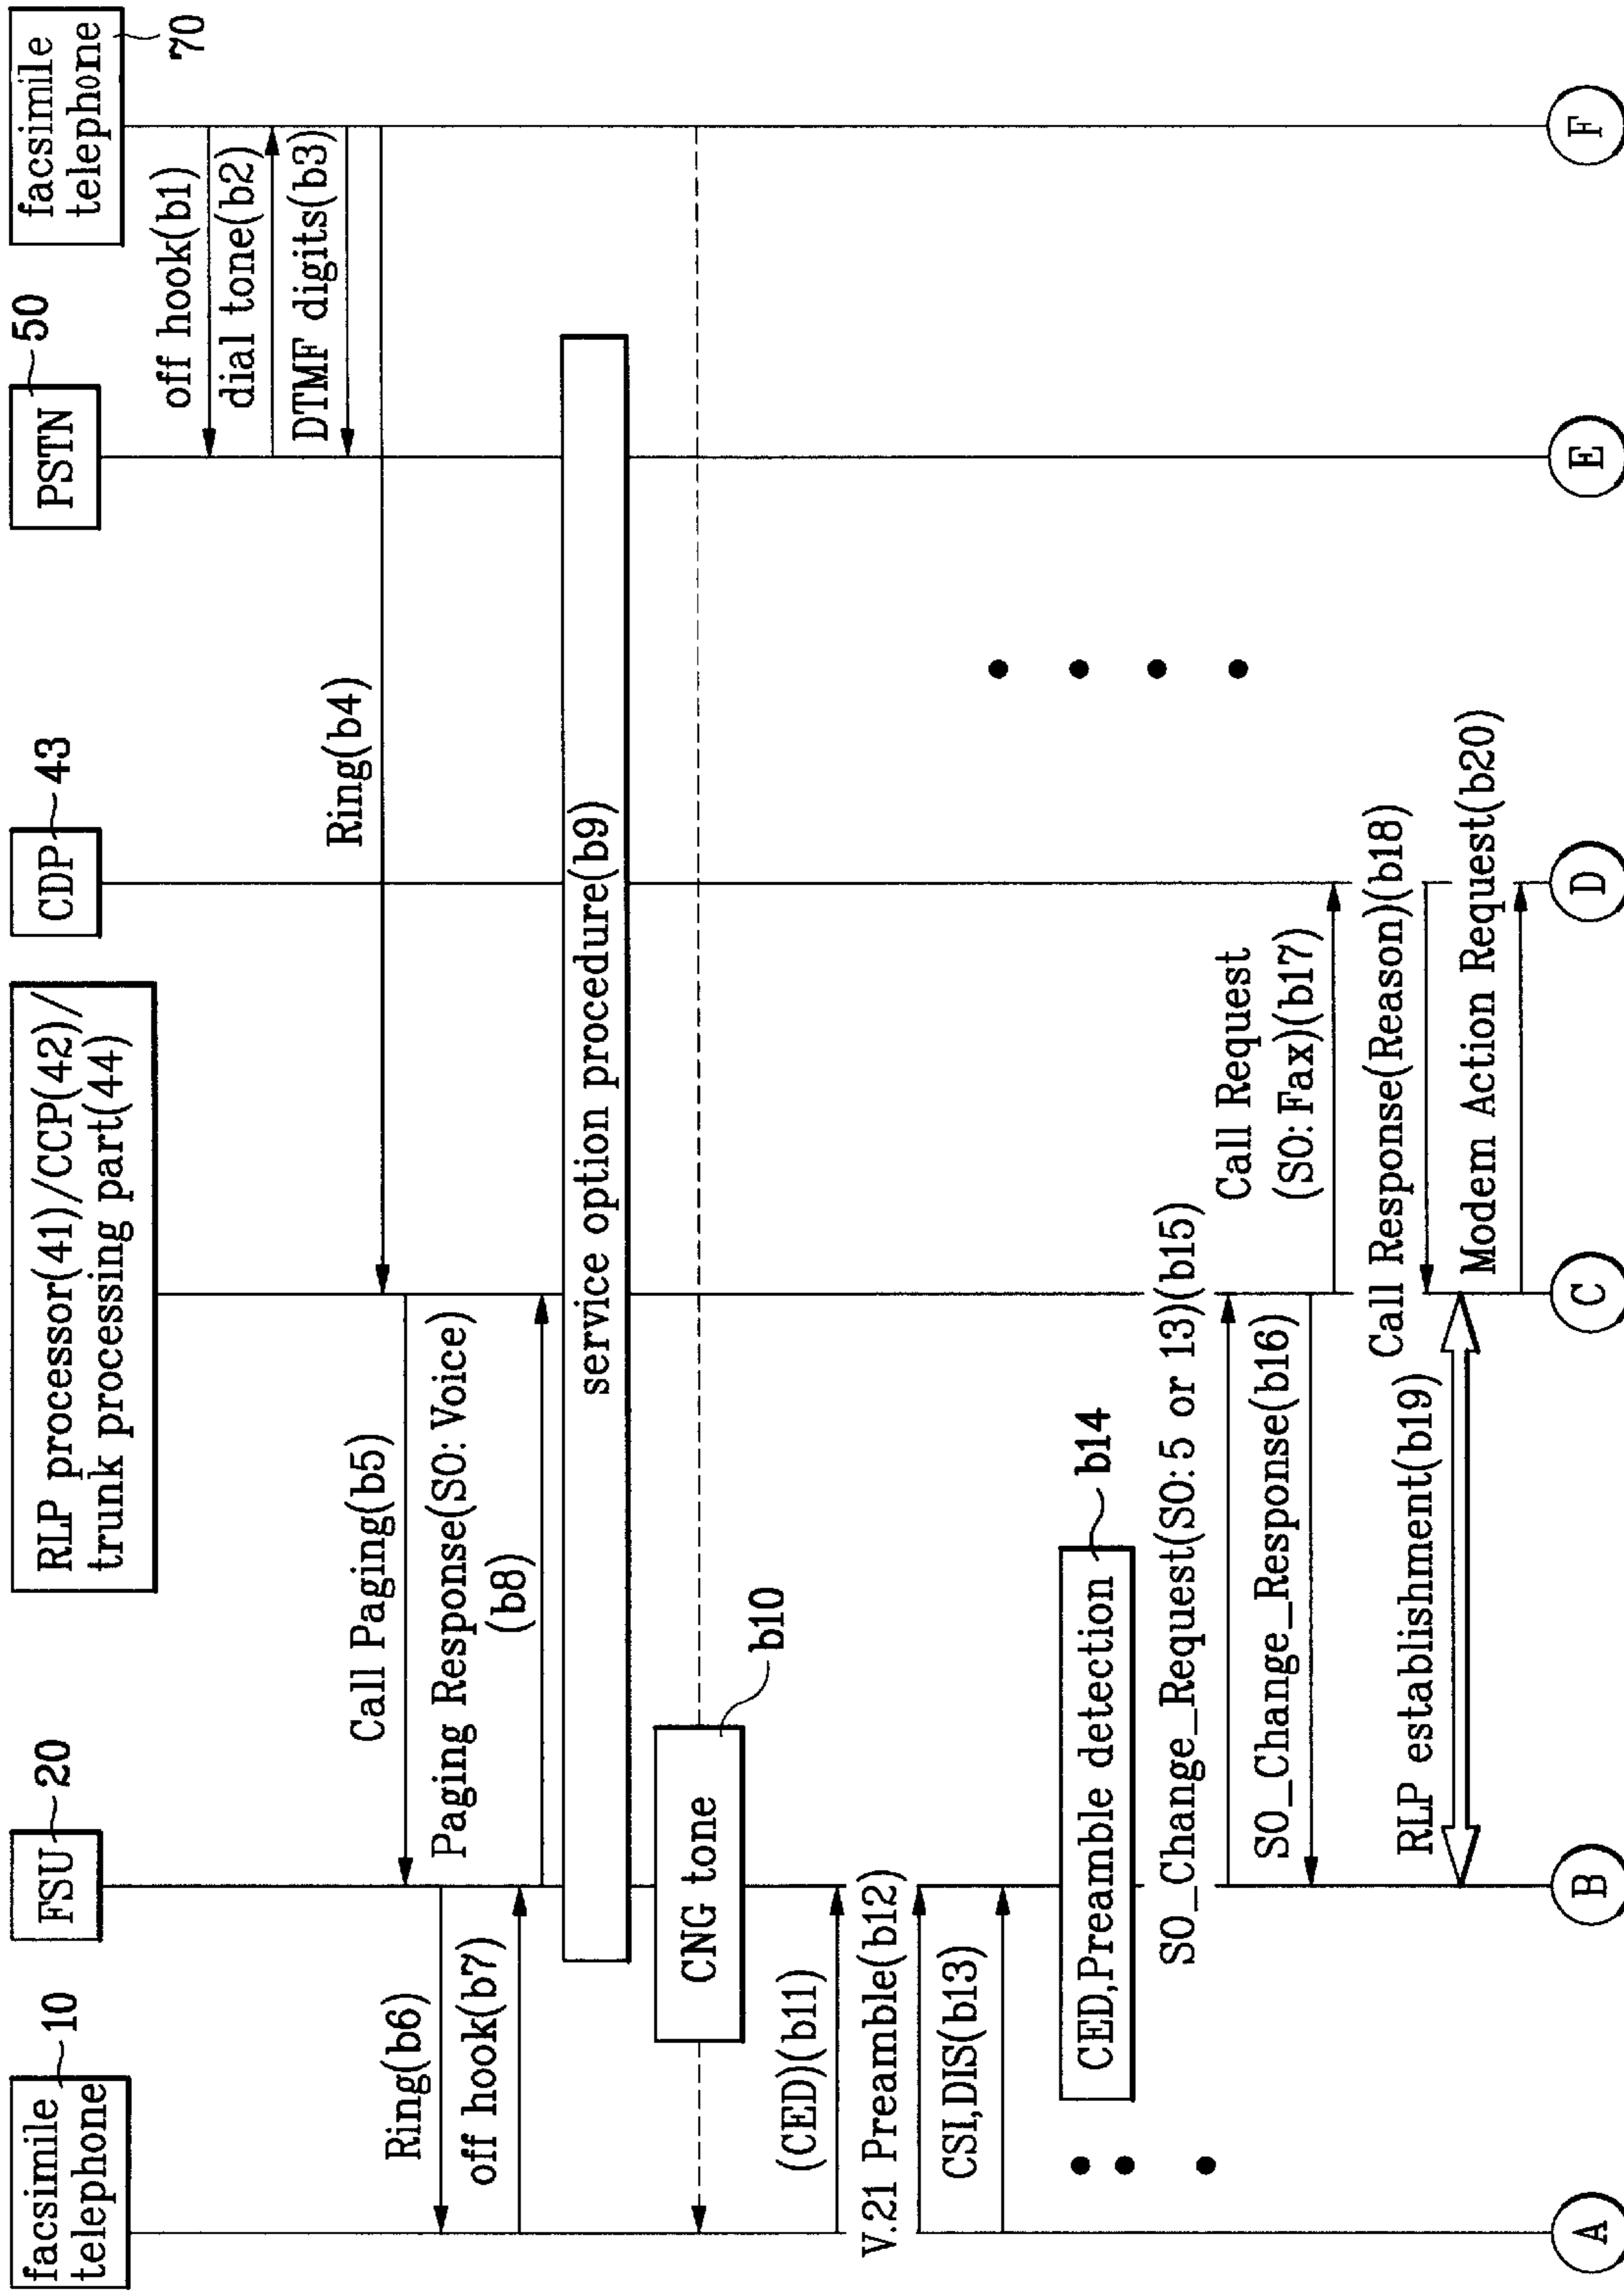 facsimile
telephone
10
FSU
20
RLP processor(41)/CCP(42)/
trunk processing part(44)
CDP
43
PSTN
50
facsimile
telephone
70
off hook(b1)
dial tone(b2)
DTMF digits(b3)
Ring(b4)
Call Paging(b5)
Ring(b6)
off hook(b7)
Paging Response(SO: Voice)
(b8)
service option procedure(b9)
CNG tone
b10
(CED)(b11)
V.21 Preamble(b12)
CSI,DIS(b13)
CED,Preamble detection
b14
SO_Change_Request(SO:5 or 13)(b15)
SO_Change_Response(b16)
Call Request
(SO: Fax)(b17)
Call Response(Reason)(b18)
RLP establishment(b19)
Modem Action Request(b20)
A
B
C
D
E
F